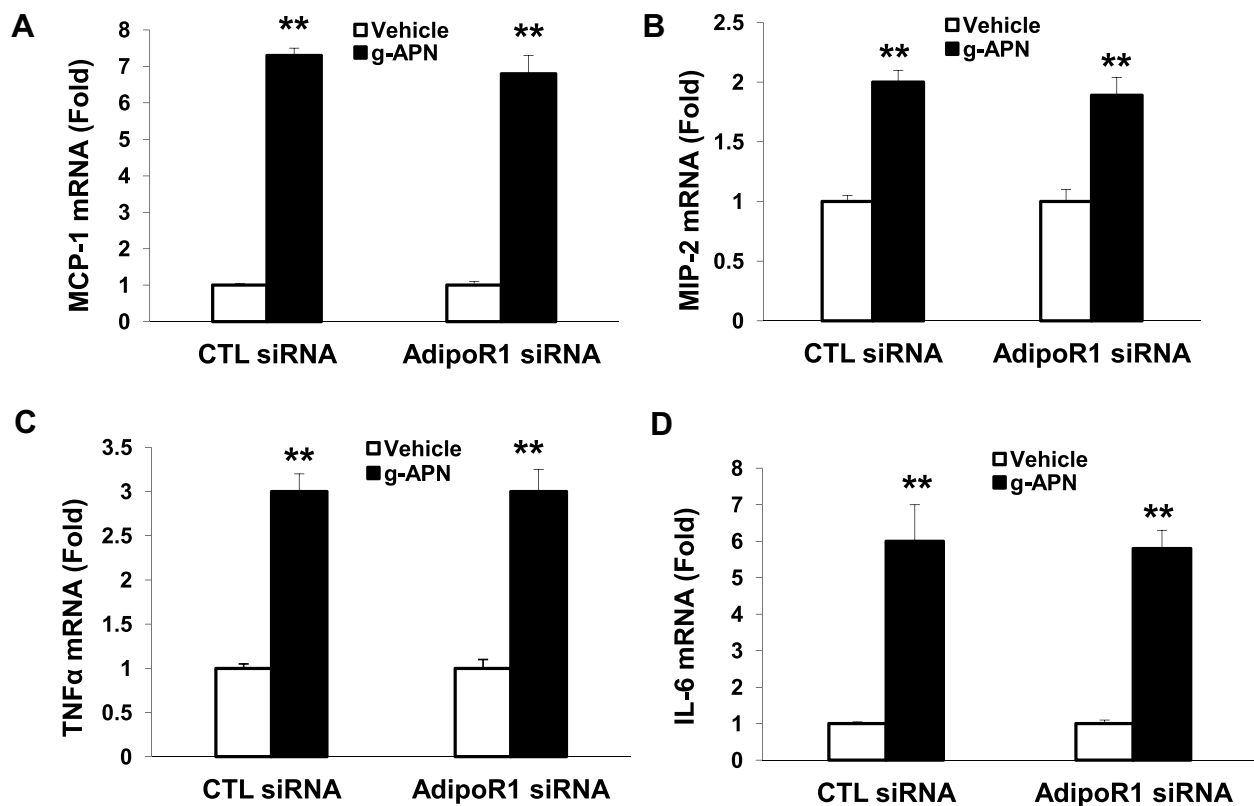 A
MCP-1 mRNA (Fold)
8
7
6
5
4
3
2
1
0
Vehicle
g-APN
**
**
CTL siRNA
AdipoR1 siRNA
B
MIP-2 mRNA (Fold)
2.5
2
1.5
1
0.5
0
Vehicle
g-APN
**
**
CTL siRNA
AdipoR1 siRNA
C
TNFα mRNA (Fold)
3.5
3
2.5
2
1.5
1
0.5
0
Vehicle
g-APN
**
**
CTL siRNA
AdipoR1 siRNA
D
IL-6 mRNA (Fold)
8
7
6
5
4
3
2
1
0
Vehicle
g-APN
**
**
CTL siRNA
AdipoR1 siRNA